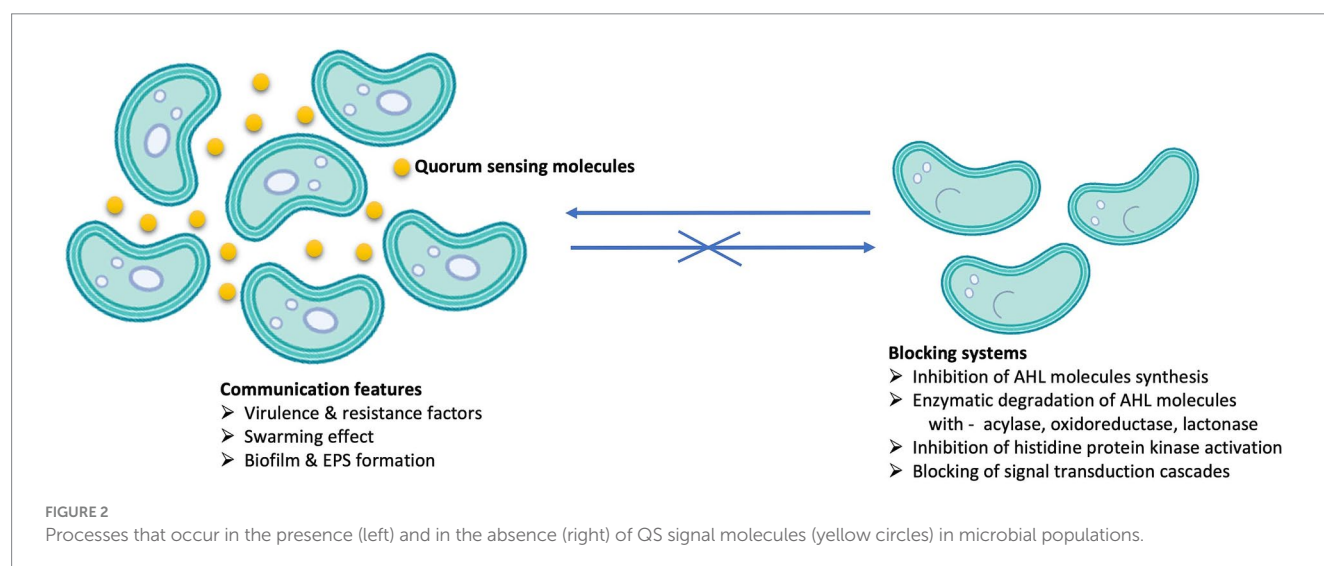 Quorum sensing molecules
Communication features
➢ Virulence & resistance factors
➢ Swarming effect
➢ Biofilm & EPS formation
Blocking systems
➢ Inhibition of AHL molecules synthesis
➢ Enzymatic degradation of AHL molecules
with - acylase, oxidoreductase, lactonase
➢ Inhibition of histidine protein kinase activation
➢ Blocking of signal transduction cascades
FIGURE 2
Processes that occur in the presence (left) and in the absence (right) of QS signal molecules (yellow circles) in microbial populations.